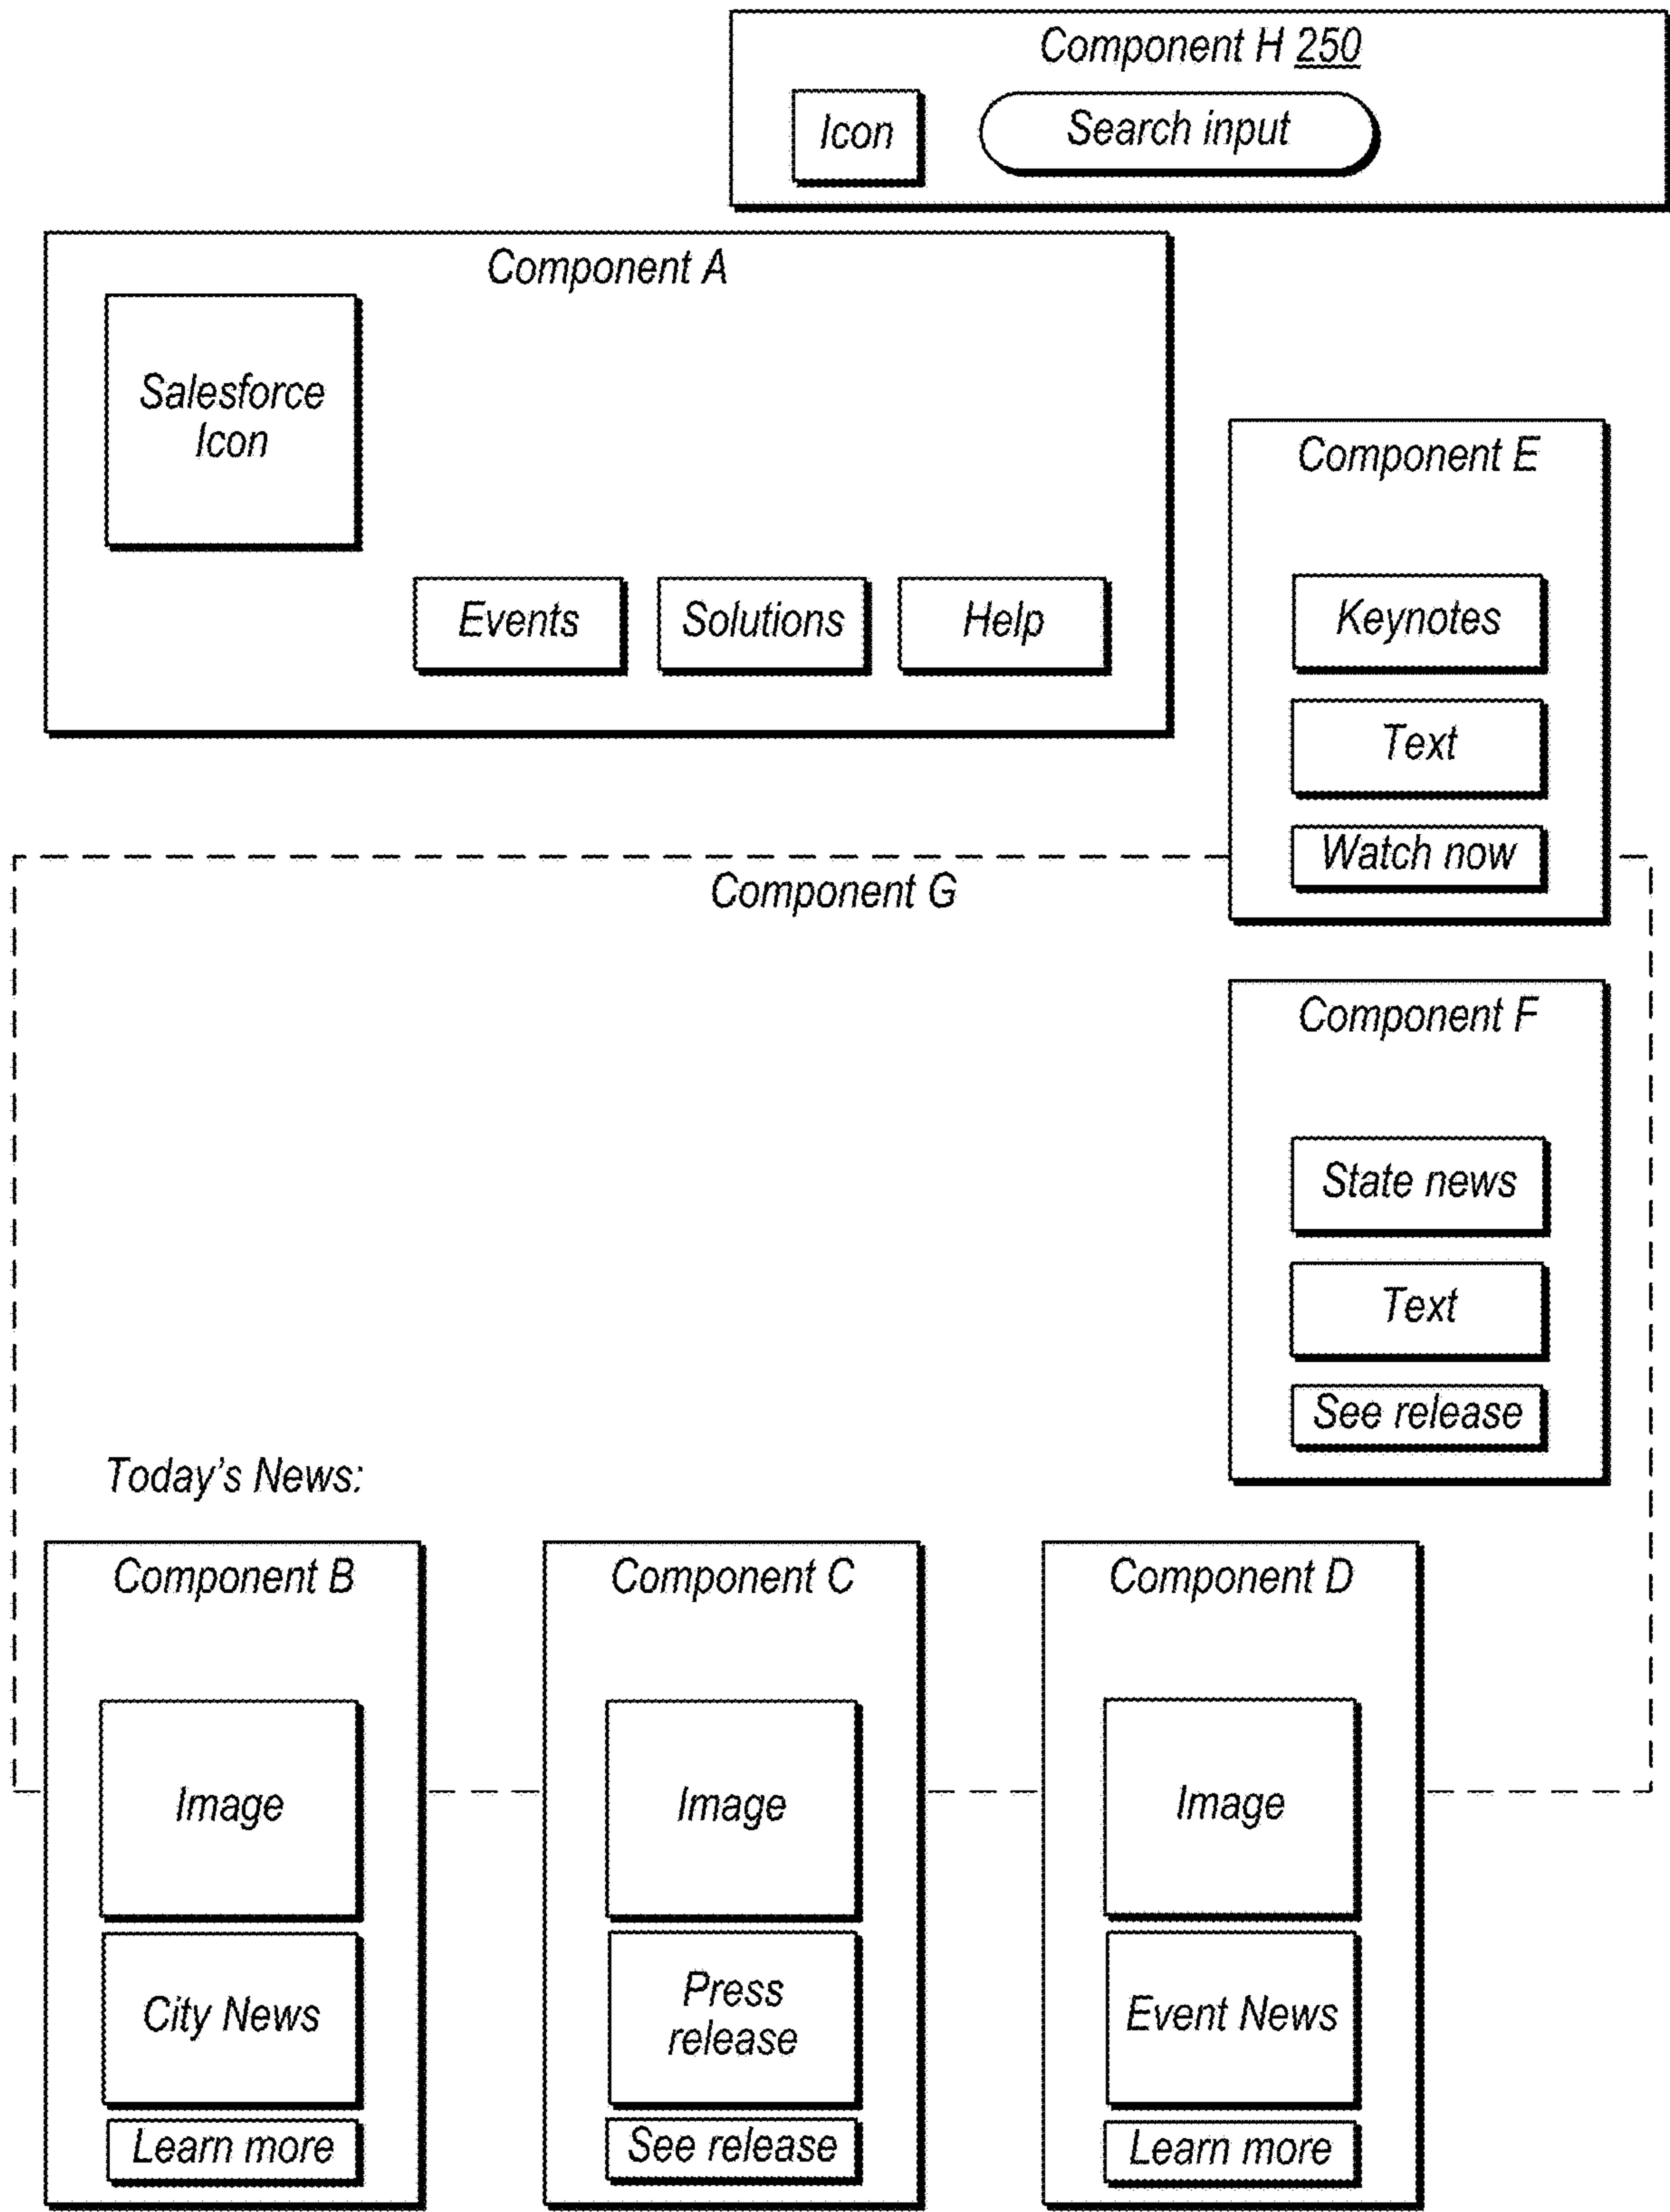 Component H 250
Icon
Search input
Component A
Salesforce
Icon
Events
Solutions
Help
Component E
Keynotes
Text
Watch now
Component G
Component F
State news
Text
See release
Today's News:
Component B
Image
City News
Learn more
Component C
Image
Press
release
See release
Component D
Image
Event News
Learn more